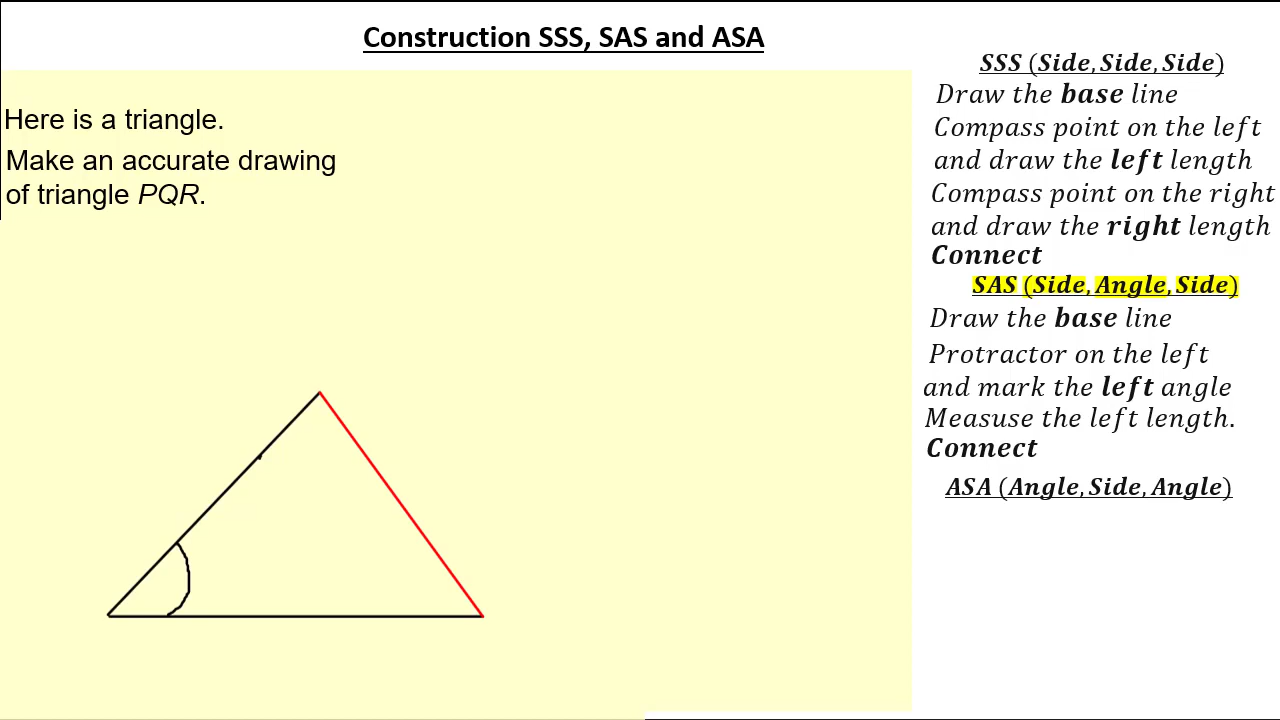 Construction SSS, SAS and ASA
Here is a triangle.
Make an accurate drawing
of triangle PQR.
SSS (Side, Side, Side)
Draw the base line
Compass point on the left
and draw the left length
Compass point on the right
and draw the right length
Connect
SAS (Side, Angle, Side)
Draw the base line
Protractor on the left
and mark the left angle
Measuse the left length.
Connect
ASA (Angle, Side, Angle)